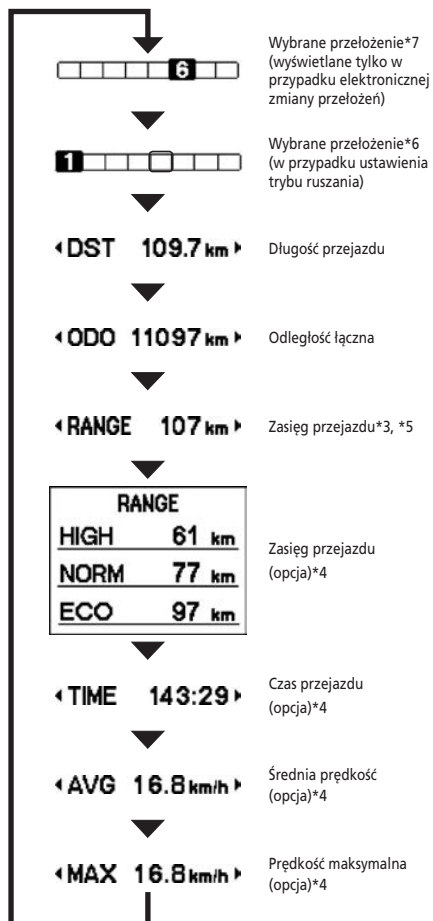 6
Wybrane przełożenie*7
(wyświetlane tylko w
przypadku elektronicznej
zmiany przełożeń)
1
Wybrane przełożenie*6
(w przypadku ustawienia
trybu ruszania)
DST 109.7 km
Długość przejazdu
ODO 11097 km
Odległość łączna
RANGE 107 km
Zasięg przejazdu*3, *5
RANGE
HIGH 61 km
NORM 77 km
ECO 97 km
Zasięg przejazdu
(opcja)*4
TIME 143:29
Czas przejazdu
(opcja)*4
AVG 16.8 km/h
Średnia prędkość
(opcja)*4
MAX 16.8 km/h
Prędkość maksymalna
(opcja)*4